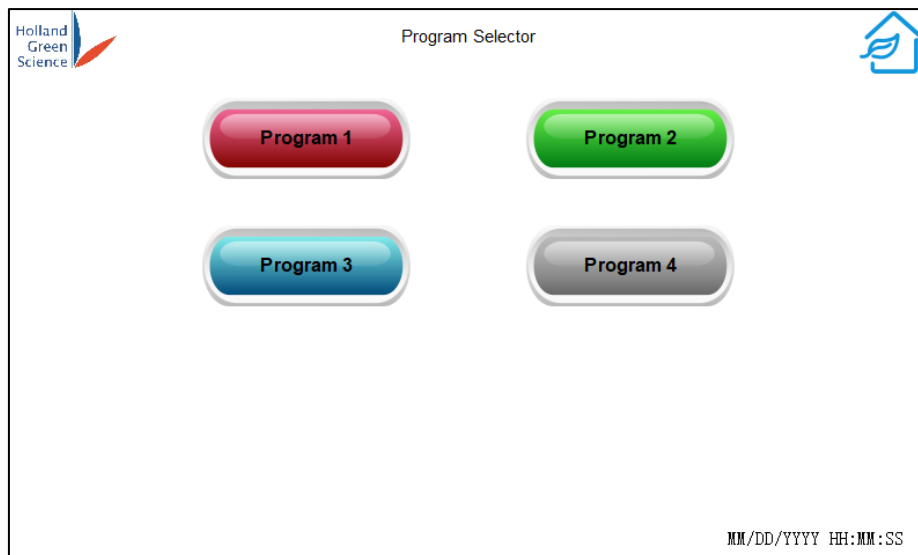 Holland
Green
Science
Program Selector
Program 1
Program 2
Program 3
Program 4
MM/DD/YYYY HH:MM:SS